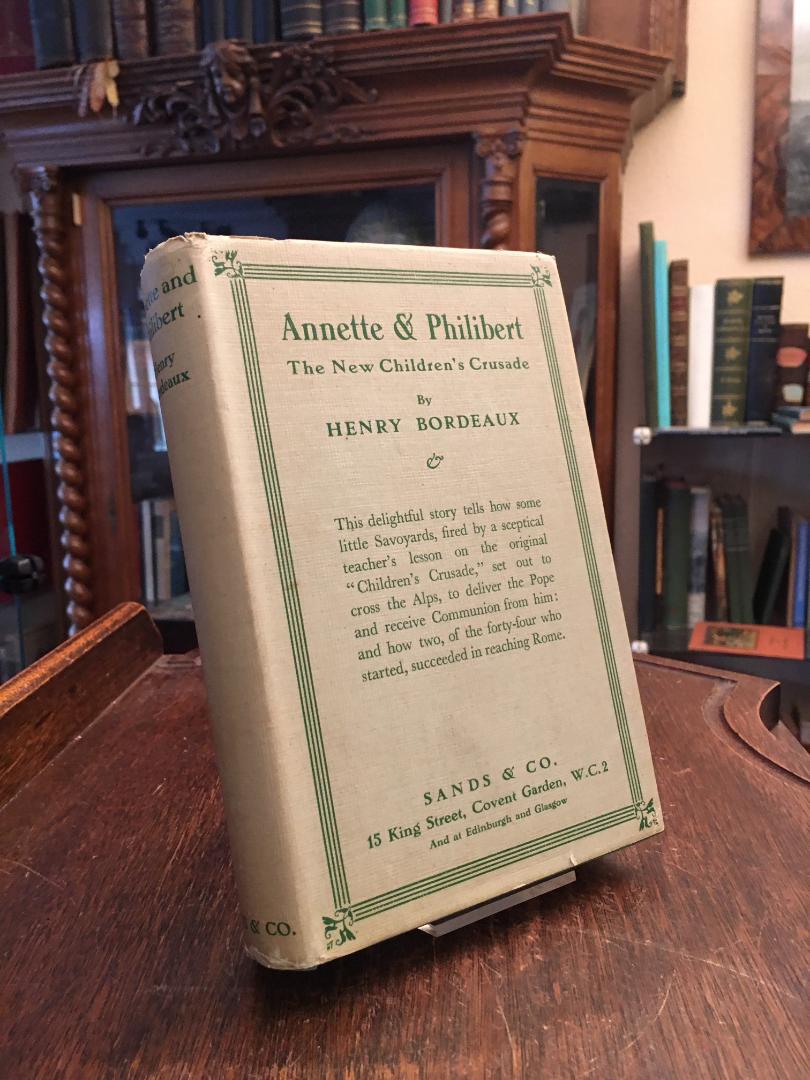 and
Annette & Philibert
The New Children's Crusade
By
HENRY BORDEAUX
This delightful story tells how some
little Savoyards, fired by a sceptical
teacher's lesson on the original
"Children's Crusade," set out to
cross the Alps, to deliver the Pope
and receive Communion from him:
and how two, of the forty-four who
started, succeeded in reaching Rome.
SANDS & CO.
15 King Street, Covent Garden, W.C.2
And at Edinburgh and Glasgow
& CO.